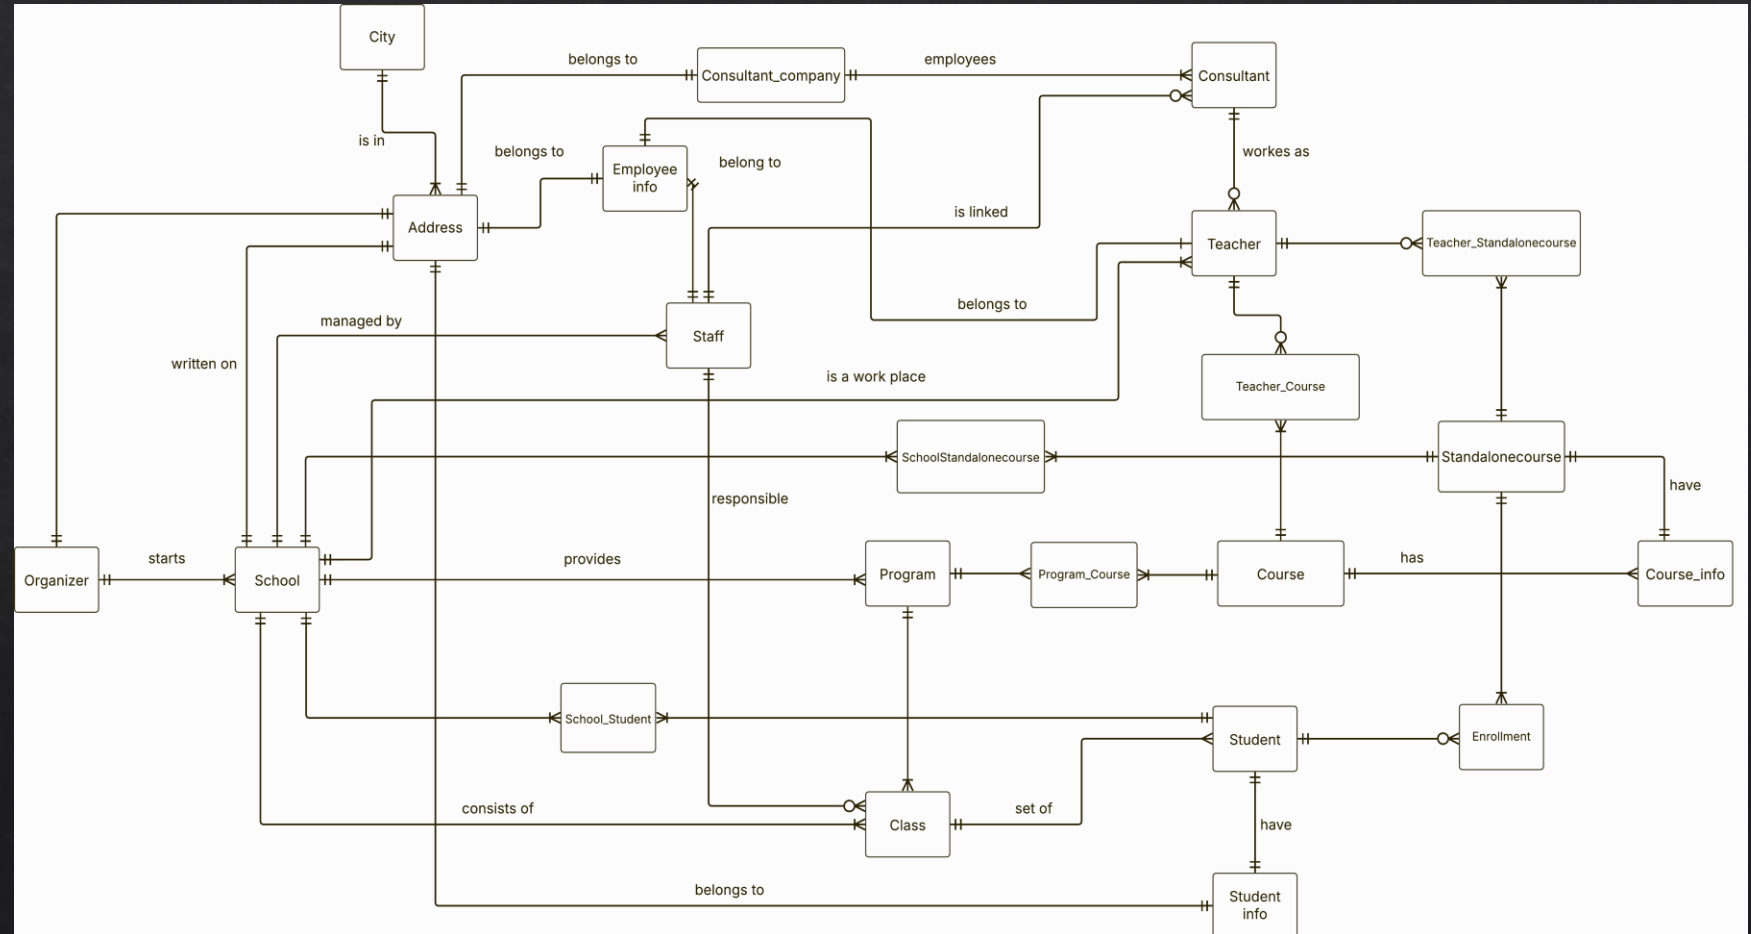 City
belongs to
Consultant_company
employees
Consultant
is in
belongs to
Employee
info
belong to
workes as
Address
is linked
Teacher
Teacher_Standalonecourse
belongs to
managed by
Staff
written on
is a work place
Teacher_Course
SchoolStandalonecourse
Standalonecourse
responsible
have
Organizer
starts
School
provides
Program
Program_Course
Course
has
Course_info
School_Student
Student
Enrollment
consists of
Class
set of
have
belongs to
Student
info